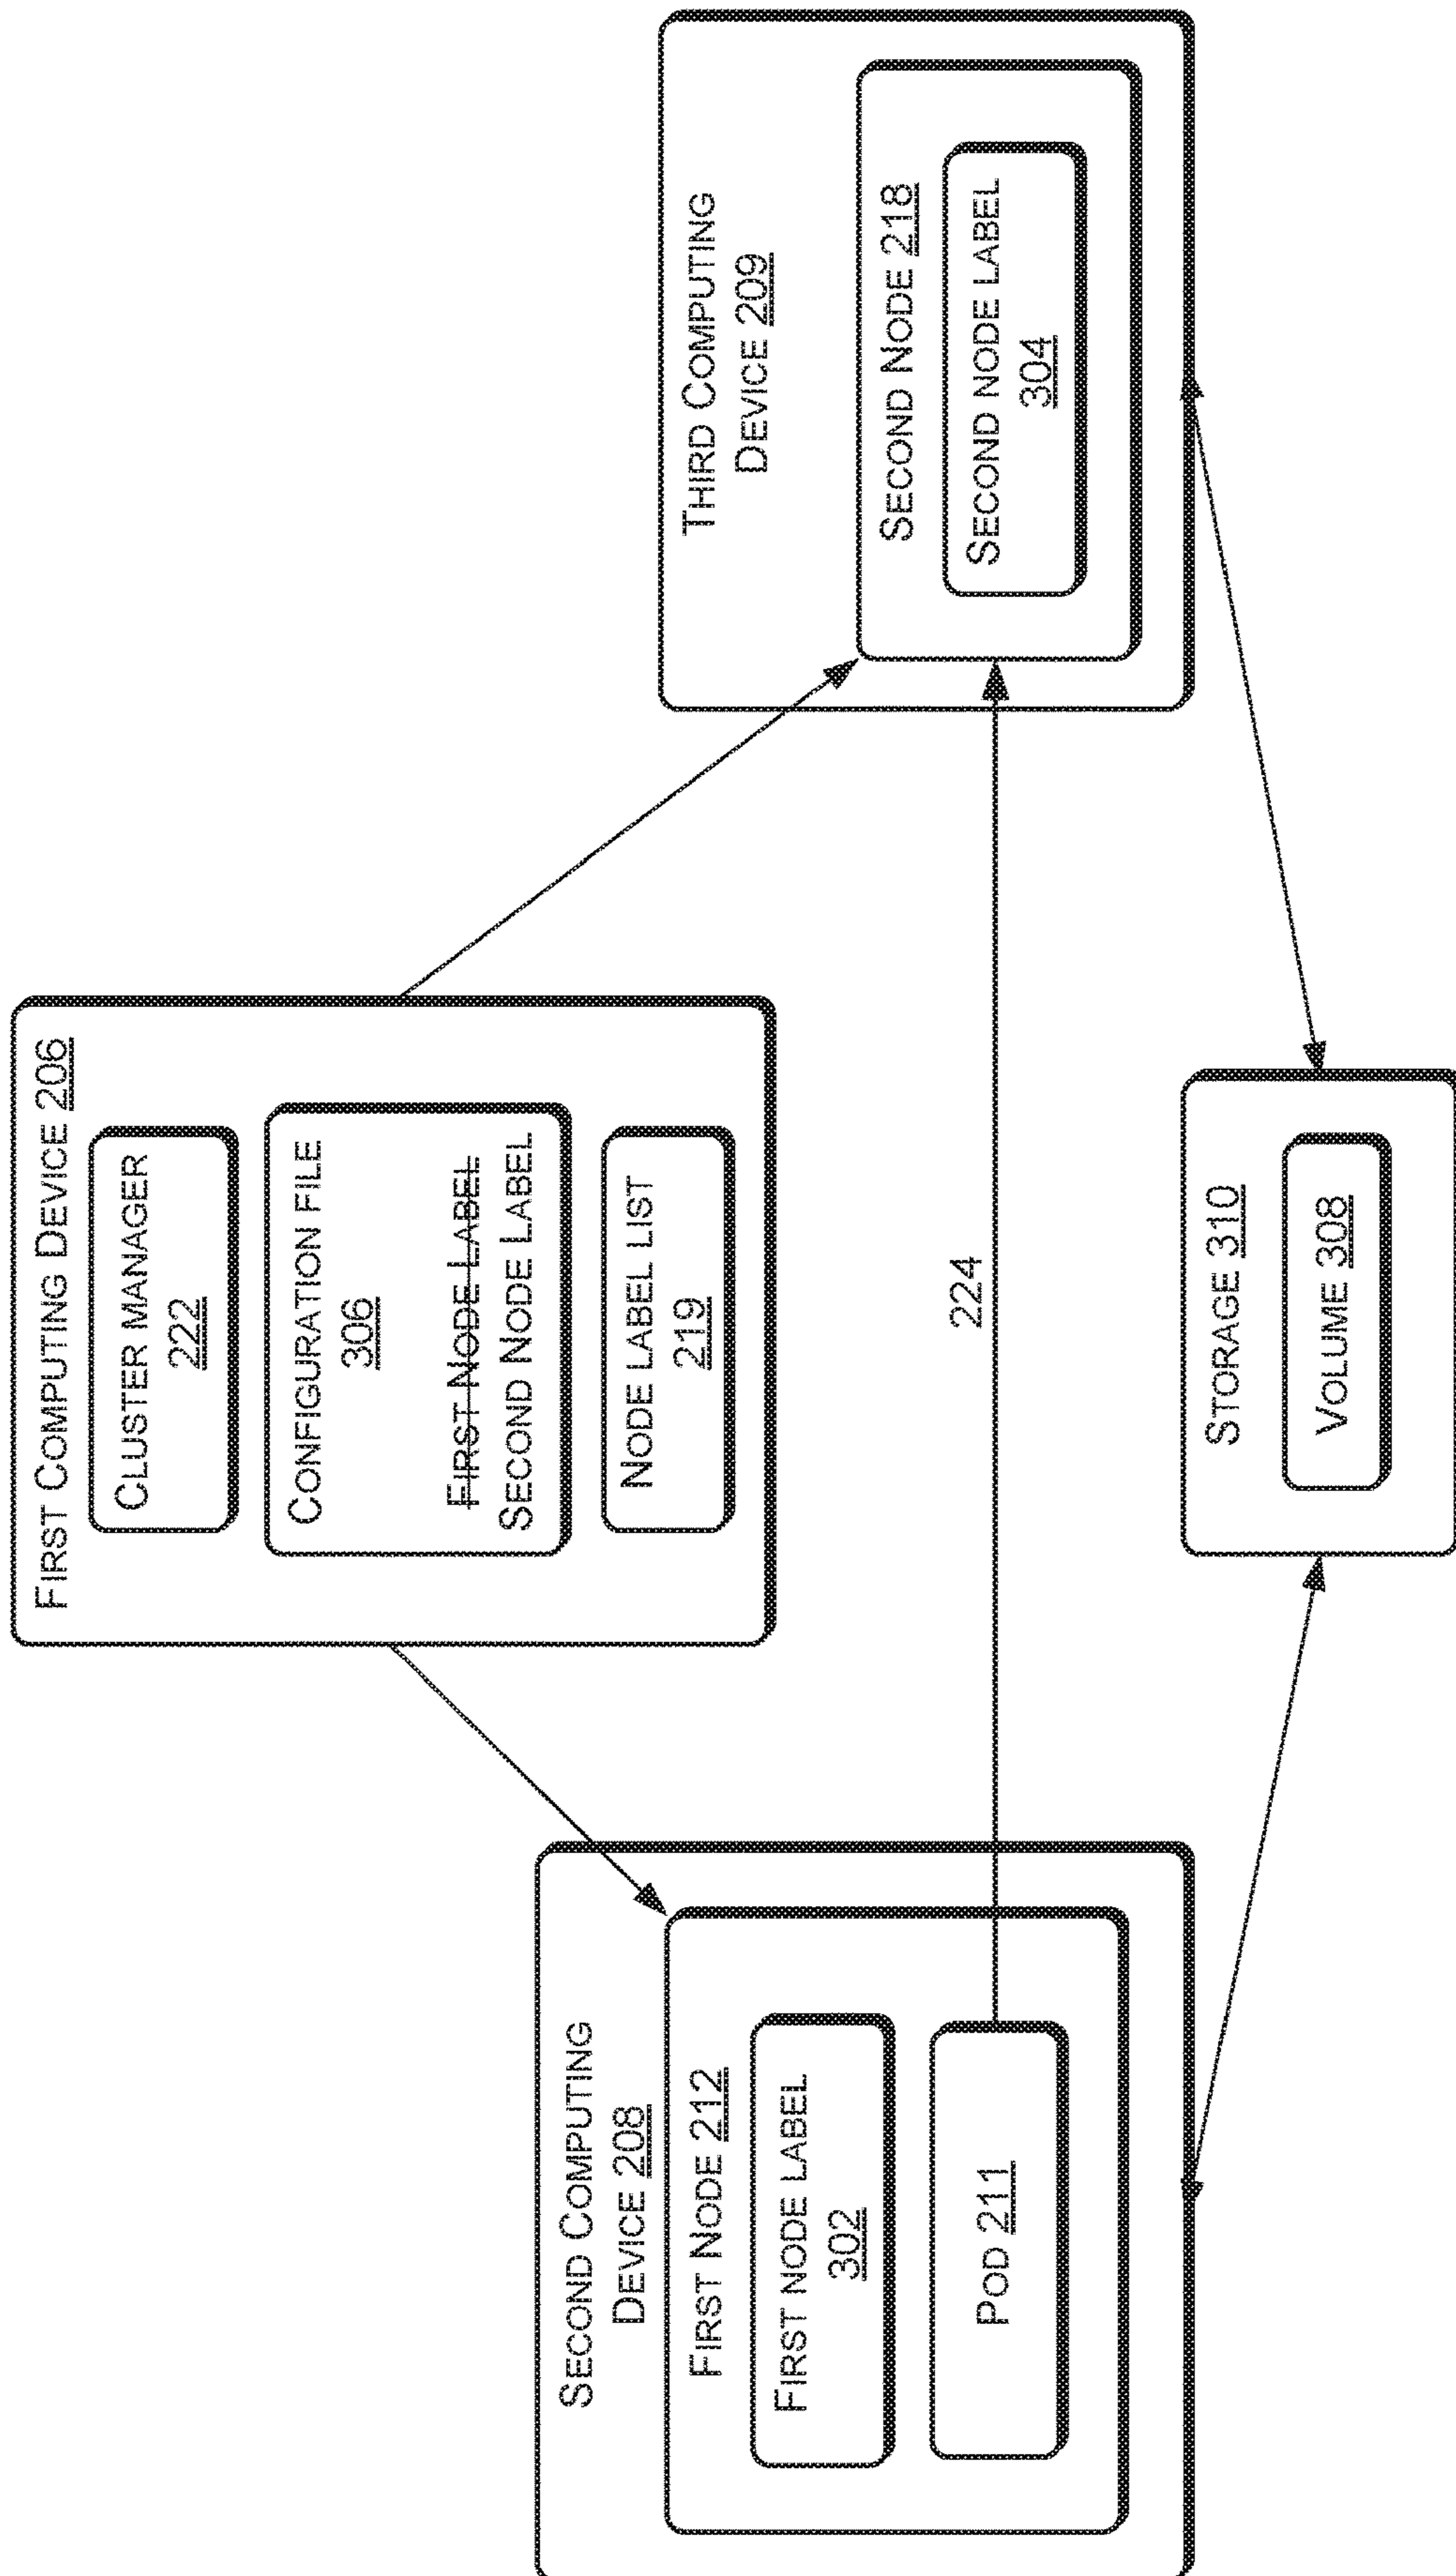 FIRST COMPUTING DEVICE 206
CLUSTER MANAGER
222
CONFIGURATION FILE
306
FIRST NODE LABEL
SECOND NODE LABEL
NODE LABEL LIST
219
SECOND COMPUTING
DEVICE 208
FIRST NODE 212
FIRST NODE LABEL
302
POD 211
224
THIRD COMPUTING
DEVICE 209
SECOND NODE 218
SECOND NODE LABEL
304
STORAGE 310
VOLUME 308